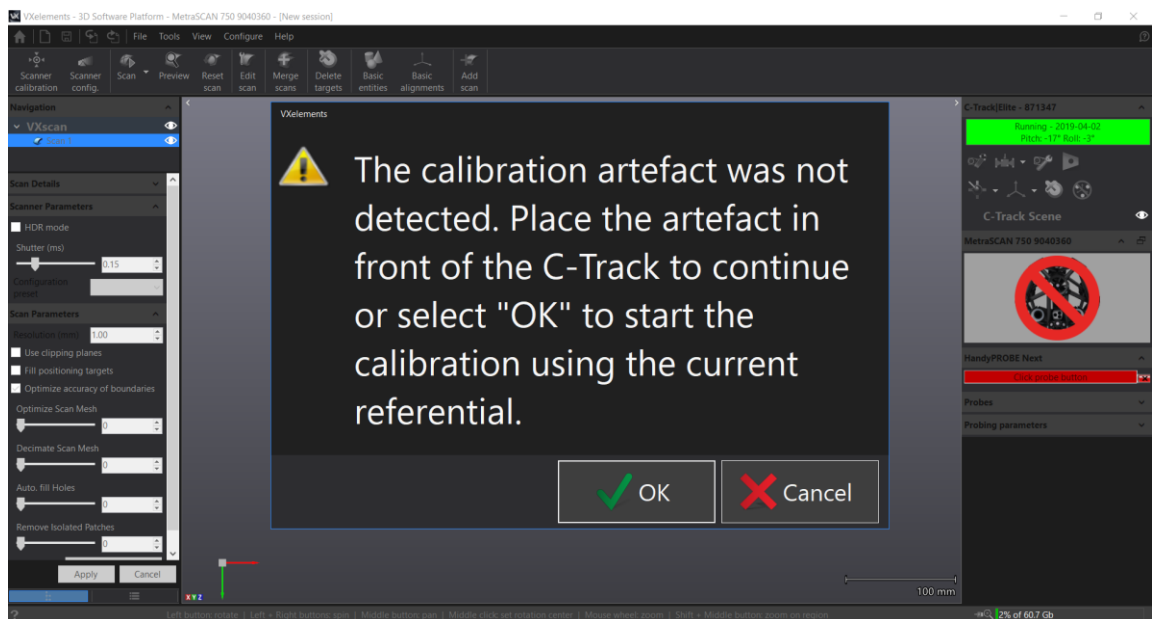 VXelements - 3D Software Platform - MetraSCAN 750 9040360 - [New session]
File Tools View Configure Help
Scanner calibration
Scanner config.
Scan
Preview
Reset scan
Edit scan
Merge scans
Delete targets
Basic entities
Basic alignments
Add scan
Navigation
VXscan
Scan 1
Scan Details
Scanner Parameters
HDR mode
Shutter (ms)
0.15
Configuration preset
Scan Parameters
Resolution (mm) 1.00
Use clipping planes
Fill positioning targets
Optimize accuracy of boundaries
Optimize Scan Mesh
0
Decimate Scan Mesh
0
Auto. fill Holes
0
Remove Isolated Patches
0
Apply Cancel
VXelements
The calibration artefact was not
detected. Place the artefact in
front of the C-Track to continue
or select "OK" to start the
calibration using the current
referential.
OK Cancel
X Y Z
100 mm
C-Track|Elite - 871347
Running - 2019-04-02
Pitch: -17° Roll: -3°
C-Track Scene
MetraSCAN 750 9040360
HandyPROBE Next
Click probe button
Probes
Probing parameters
Left button: rotate | Left + Right buttons: spin | Middle button: pan | Middle click: set rotation center | Mouse wheel: zoom | Shift + Middle button: zoom on region
2% of 60.7 Gb